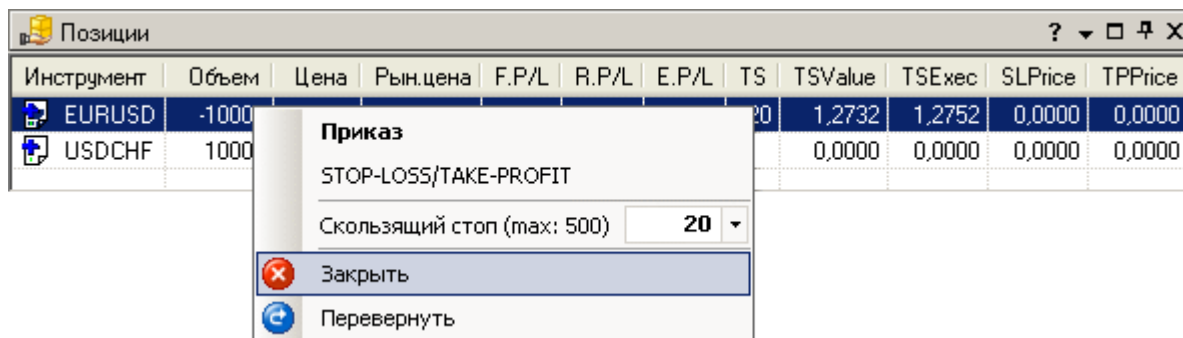 Позиции ?
Инструмент Объем Цена Рын.цена F.P/L R.P/L E.P/L TS TSValue TSExec SLPrice TPPrice
EURUSD -1000 20 1,2732 1,2752 0,0000 0,0000
USDCHF 1000 0,0000 0,0000 0,0000 0,0000
Приказ
STOP-LOSS/TAKE-PROFIT
Скользящий стоп (max: 500) 20
Закрыть
Перевернуть